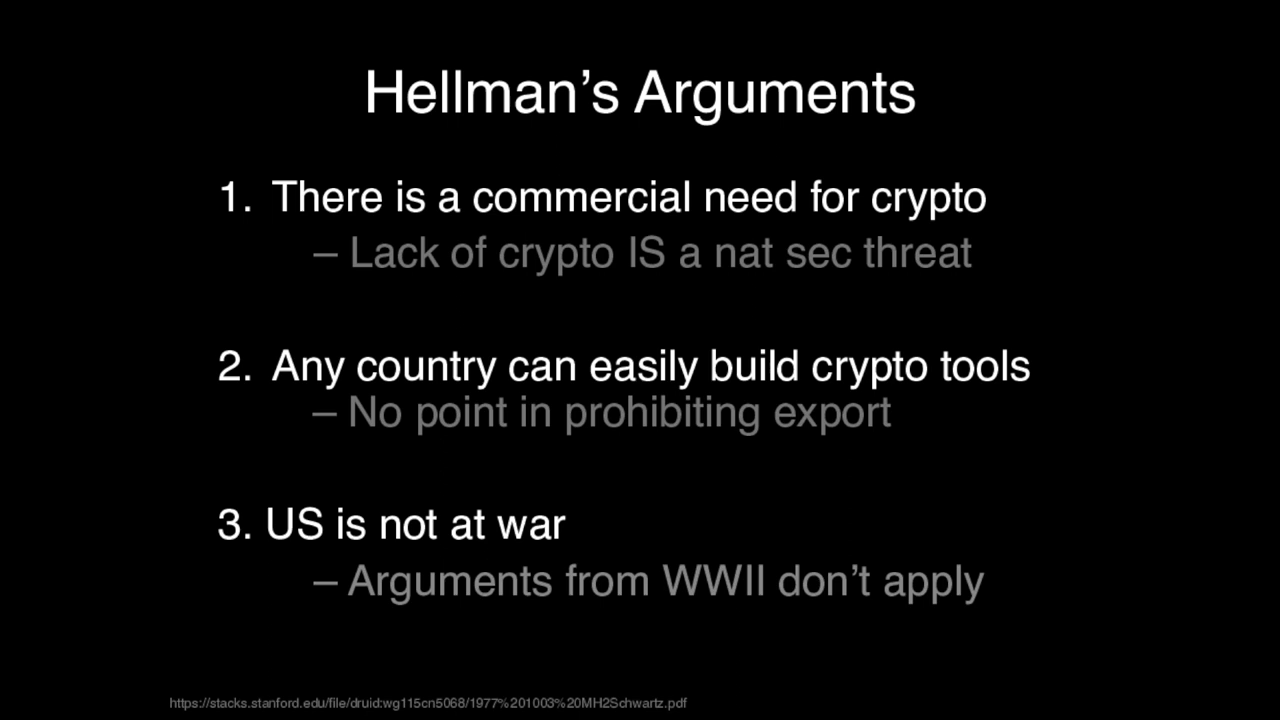 Hellman’s Arguments
1. There is a commercial need for crypto
– Lack of crypto IS a nat sec threat
2. Any country can easily build crypto tools
– No point in prohibiting export
3. US is not at war
– Arguments from WWII don’t apply
https://stacks.stanford.edu/file/druid:wg115cn5068/1977%201003%20MH2Schwartz.pdf